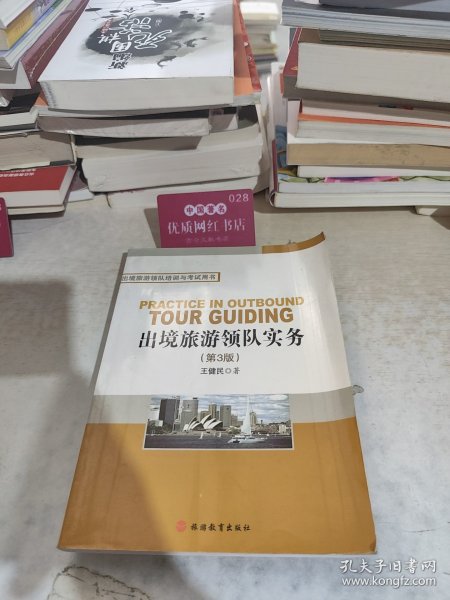 028
中国著名
优质网红书店
出境旅游领队培训与考试用书
PRACTICE IN OUTBOUND
TOUR GUIDING
出境旅游领队实务
(第3版)
王健民◎著
旅游教育出版社
孔夫子旧书网
www.kongfz.com